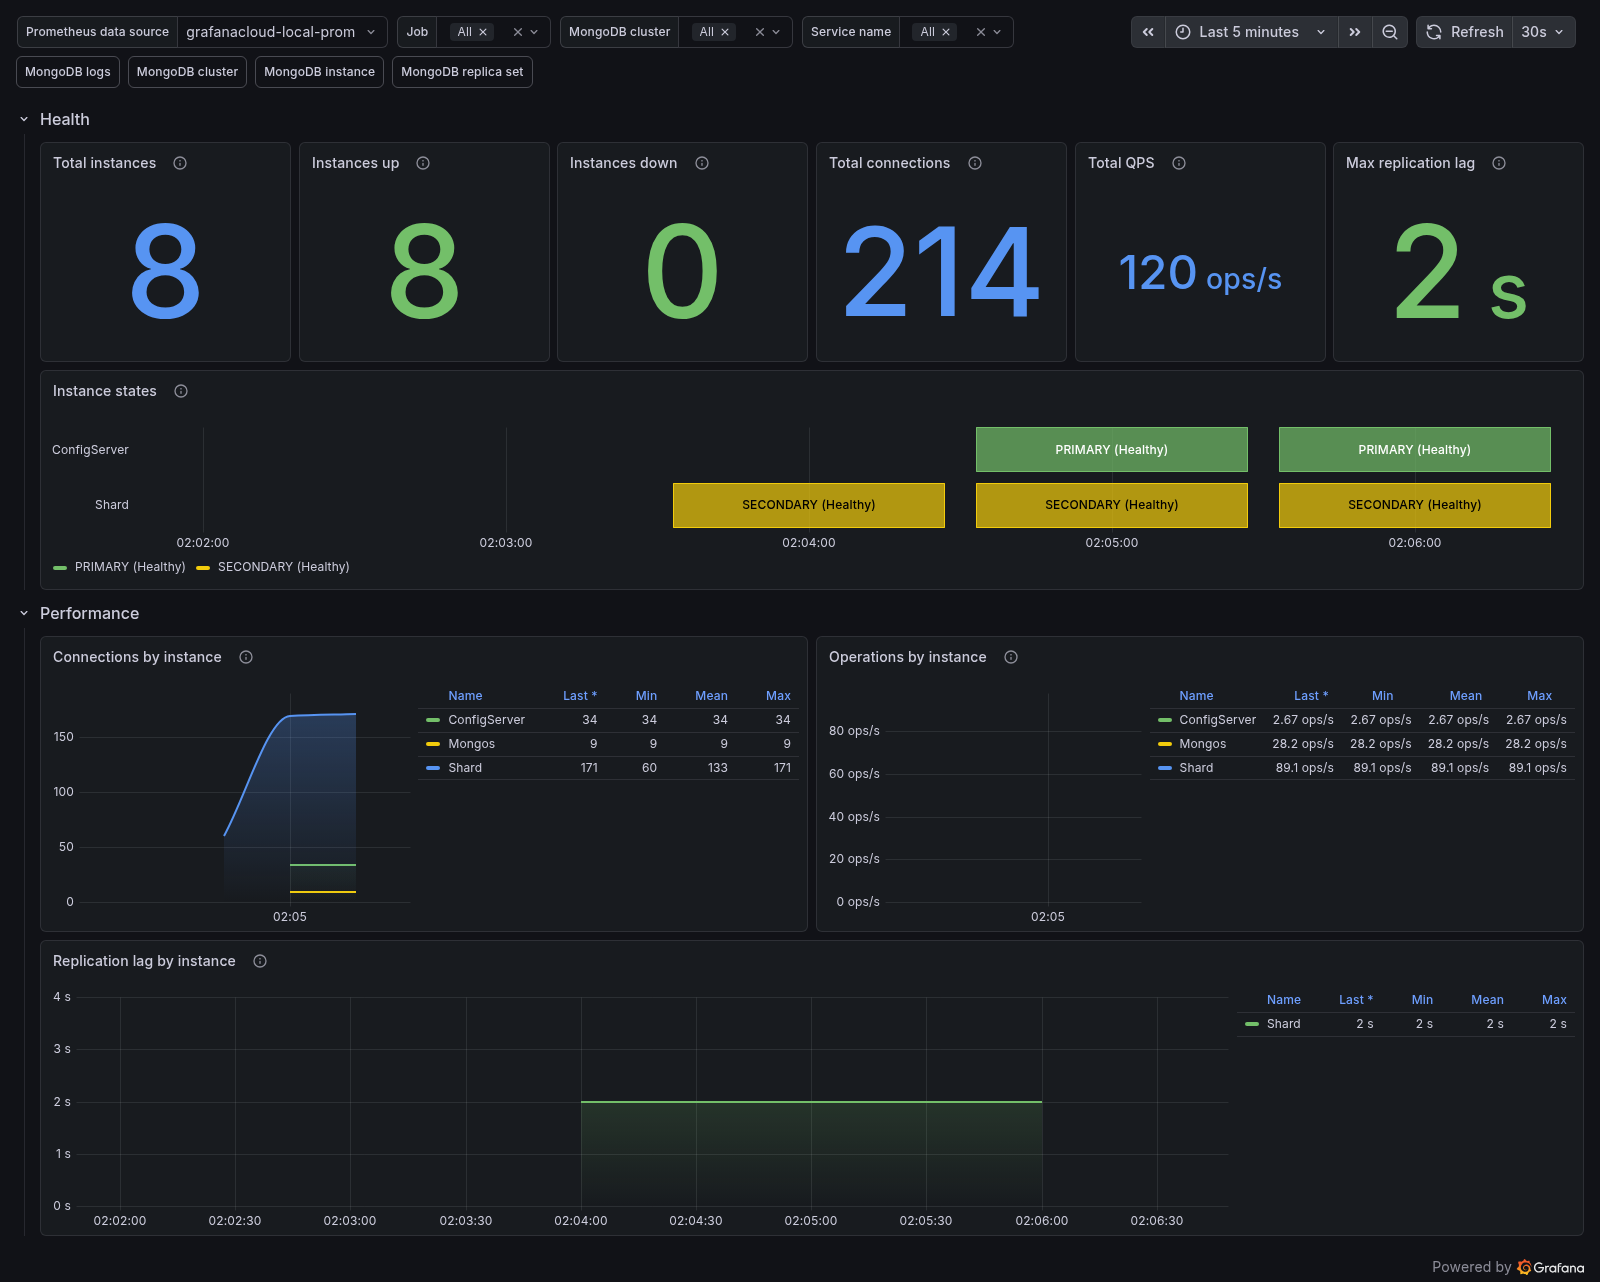 Prometheus data source grafanacloud-local-prom Job All MongoDB cluster All Service name All Last 5 minutes Refresh 30s
MongoDB logs MongoDB cluster MongoDB instance MongoDB replica set
Health
Total instances
8
Instances up
8
Instances down
0
Total connections
214
Total QPS
120 ops/s
Max replication lag
2 s
Instance states
ConfigServer PRIMARY (Healthy) PRIMARY (Healthy)
Shard SECONDARY (Healthy) SECONDARY (Healthy) SECONDARY (Healthy)
02:02:00 02:03:00 02:04:00 02:05:00 02:06:00
PRIMARY (Healthy) SECONDARY (Healthy)
Performance
Connections by instance
150
100
50
0
02:05
Name Last * Min Mean Max
ConfigServer 34 34 34 34
Mongos 9 9 9 9
Shard 171 60 133 171
Operations by instance
80 ops/s
60 ops/s
40 ops/s
20 ops/s
0 ops/s
02:05
Name Last * Min Mean Max
ConfigServer 2.67 ops/s 2.67 ops/s 2.67 ops/s 2.67 ops/s
Mongos 28.2 ops/s 28.2 ops/s 28.2 ops/s 28.2 ops/s
Shard 89.1 ops/s 89.1 ops/s 89.1 ops/s 89.1 ops/s
Replication lag by instance
4 s
3 s
2 s
1 s
0 s
02:02:00 02:02:30 02:03:00 02:03:30 02:04:00 02:04:30 02:05:00 02:05:30 02:06:00 02:06:30
Name Last * Min Mean Max
Shard 2 s 2 s 2 s 2 s
Powered by Grafana